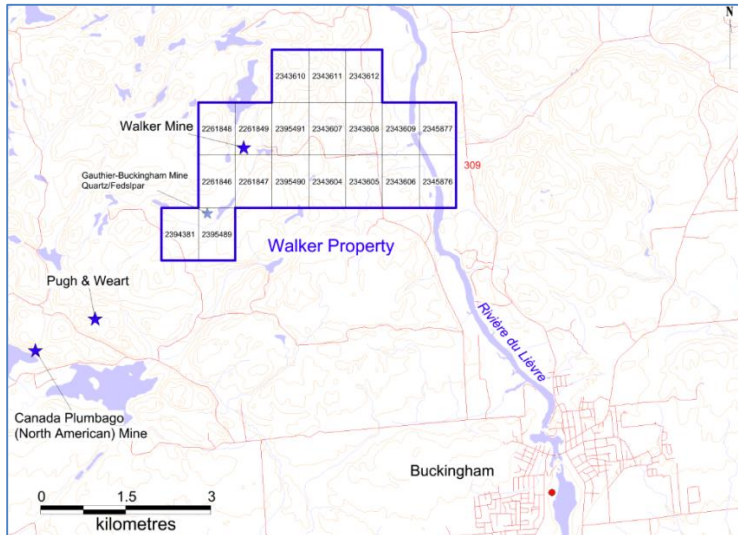 N
2343610 2343611 2343612
Walker Mine
2261848 2261849 2395491 2343607 2343608 2343609 2345877
309
Gauthier-Buckingham Mine
Quartz/Fedslpar
2261846 2261847 2395490 2343604 2343605 2343606 2345876
2394381 2395489
Walker Property
Pugh & Weart
Rivière du Lièvre
Canada Plumbago
(North American) Mine
Buckingham
0 1.5 3
kilometres